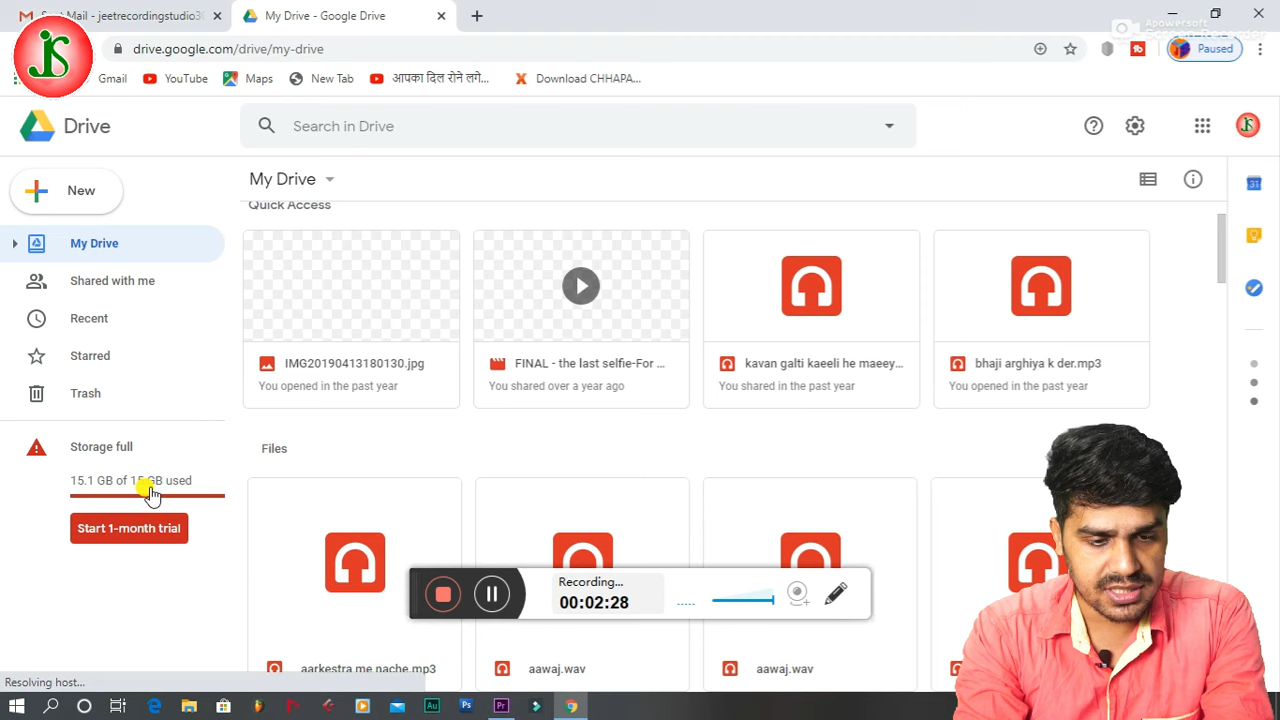 My Drive - Google Drive
drive.google.com/drive/my-drive
Paused
Gmail
YouTube
Maps
New Tab
आपका दिल रोने लगे...
Download CHHAPA...
Drive
Search in Drive
New
My Drive
Quick Access
My Drive
Shared with me
Recent
Starred
Trash
IMG20190413180130.jpg
You opened in the past year
FINAL - the last selfie-For ...
You shared over a year ago
kavan galti kaeeli he maeey...
You shared in the past year
bhaji arghiya k der.mp3
You opened in the past year
Storage full
15.1 GB of 15 GB used
Start 1-month trial
Files
Recording...
00:02:28
aarkestra me nache .mp3
aawaj.wav
aawaj.wav
Resolving host...
Au
Ps
Pr
31
JS